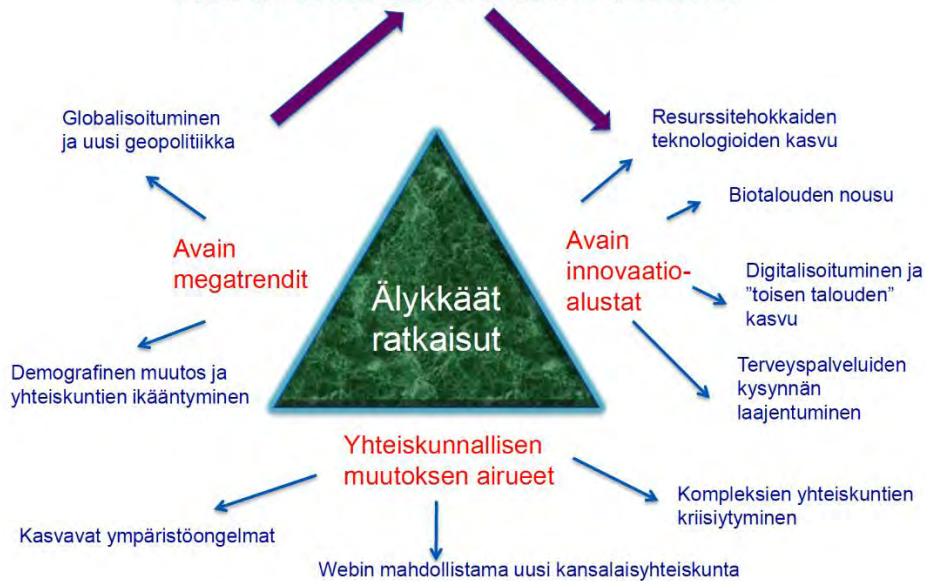 Globalisoituminen
ja uusi geopolitiikka
Resurssitehokkaiden
teknologioiden kasvu
Biotalouden nousu
Avain
megatrendit
Avain
innovaatio-
alustat
Digitalisoituminen ja
”toisen talouden”
kasvu
Älykkäät
ratkaisut
Demografinen muutos ja
yhteiskuntien ikääntyminen
Terveyspalveluiden
kysynnän
laajentuminen
Yhteiskunnallisen
muutoksen airueet
Kompleksien yhteiskuntien
kriisiytyminen
Kasvavat ympäristöongelmat
Webin mahdollistama uusi kansalaisyhteiskunta